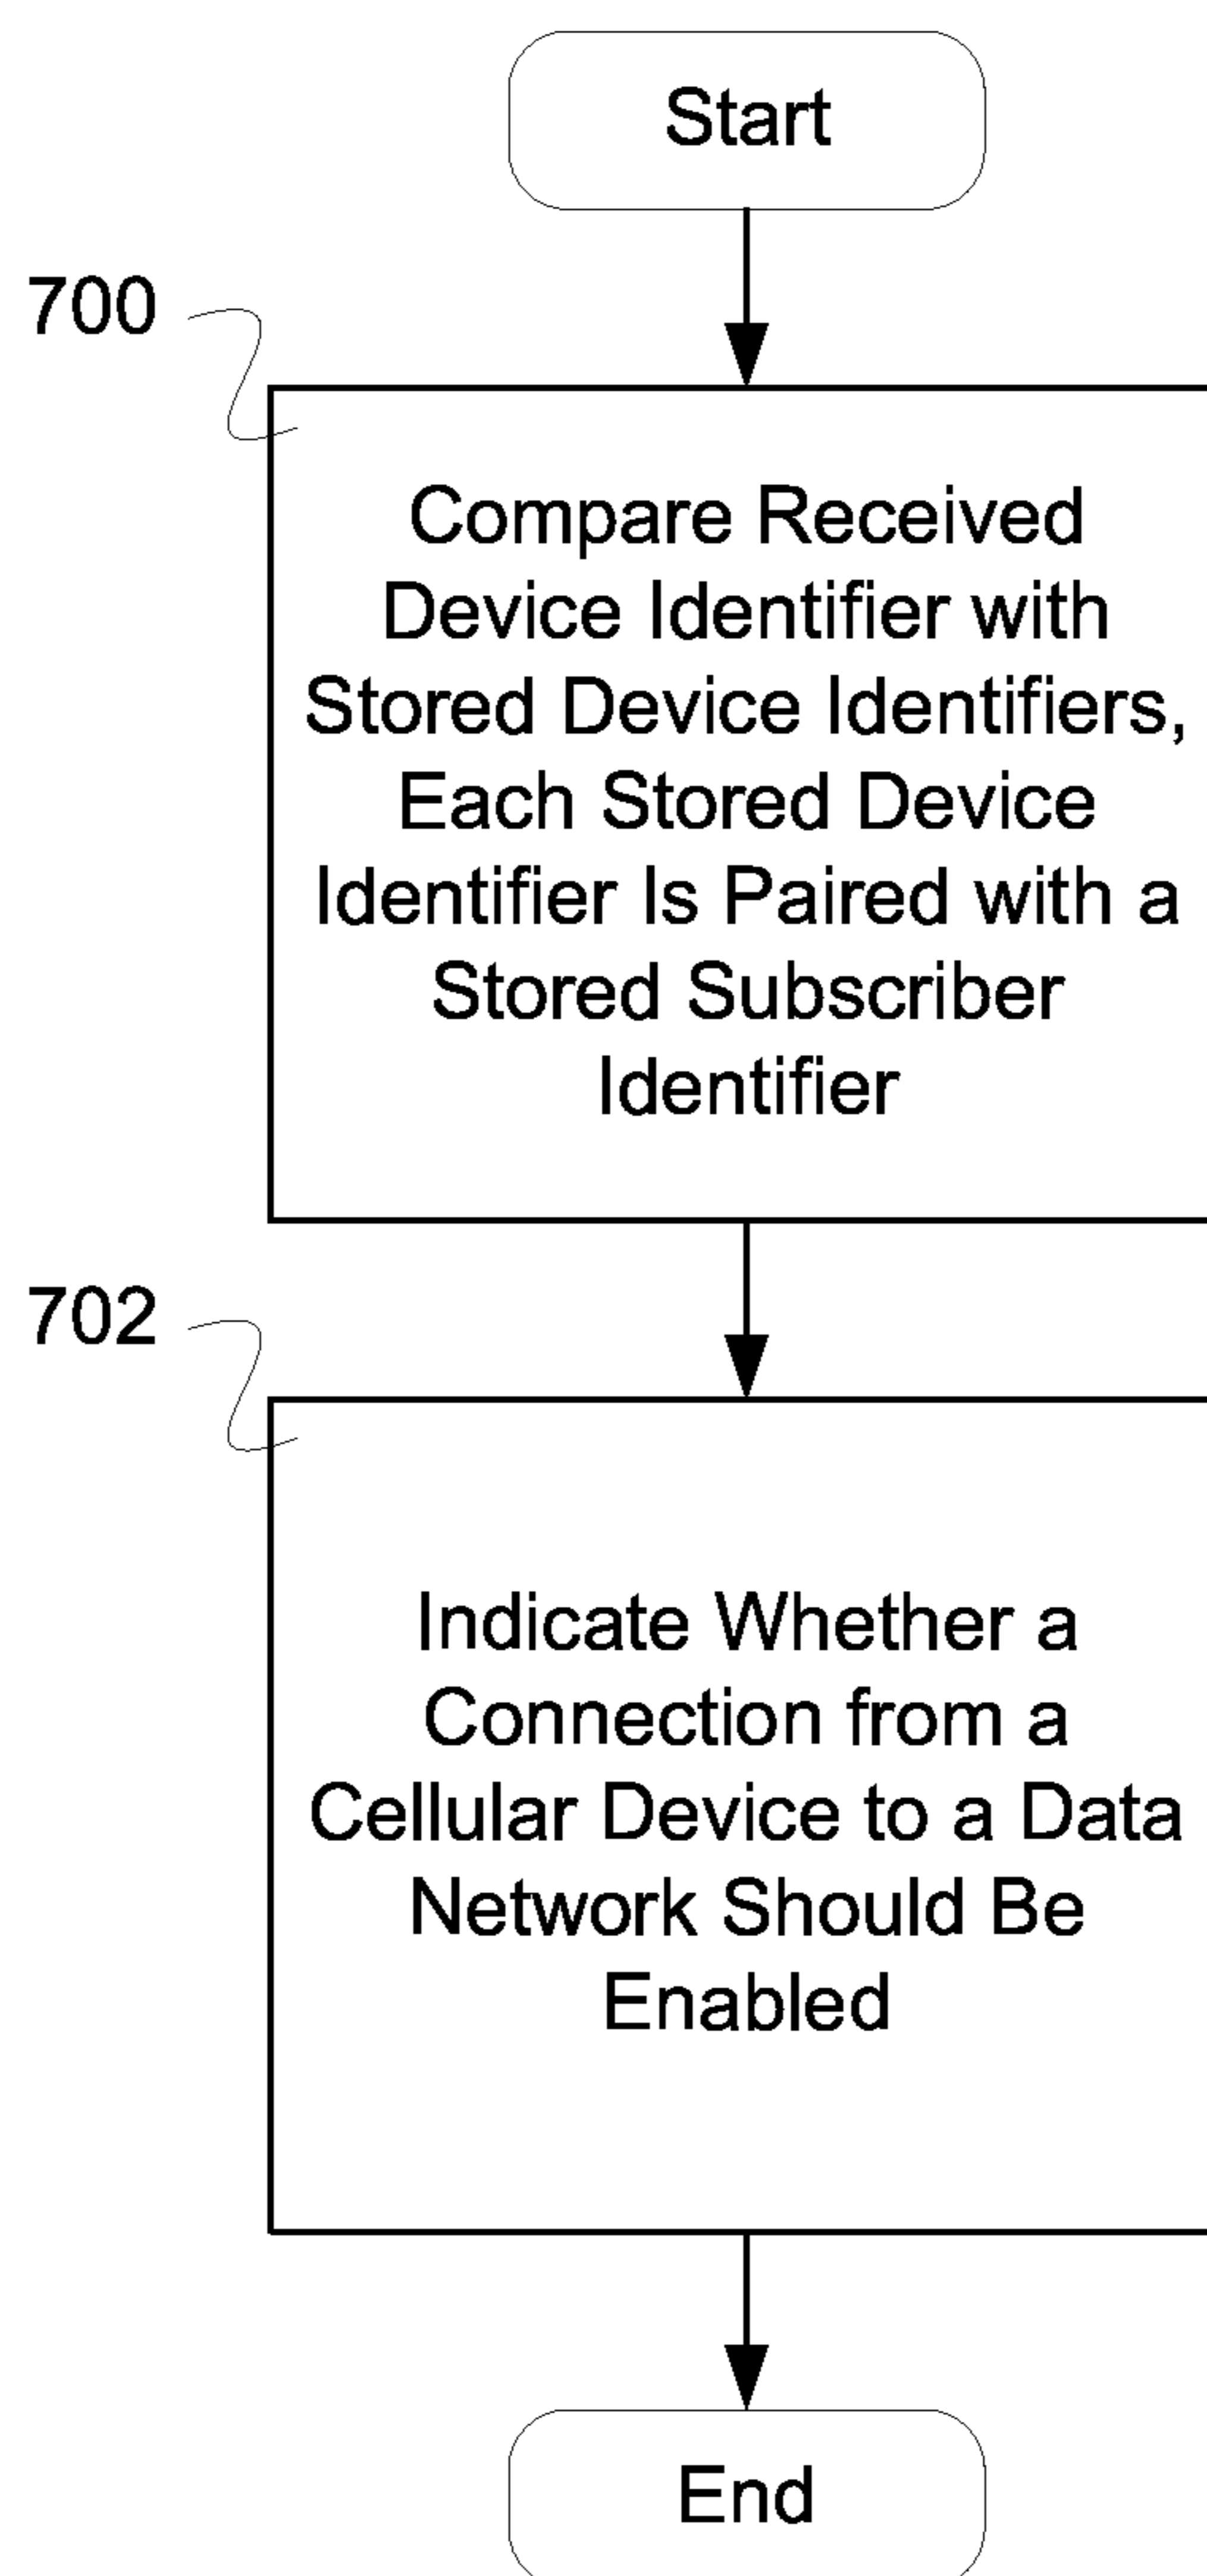 Start
700
Compare Received
Device Identifier with
Stored Device Identifiers,
Each Stored Device
Identifier Is Paired with a
Stored Subscriber
Identifier
702
Indicate Whether a
Connection from a
Cellular Device to a Data
Network Should Be
Enabled
End